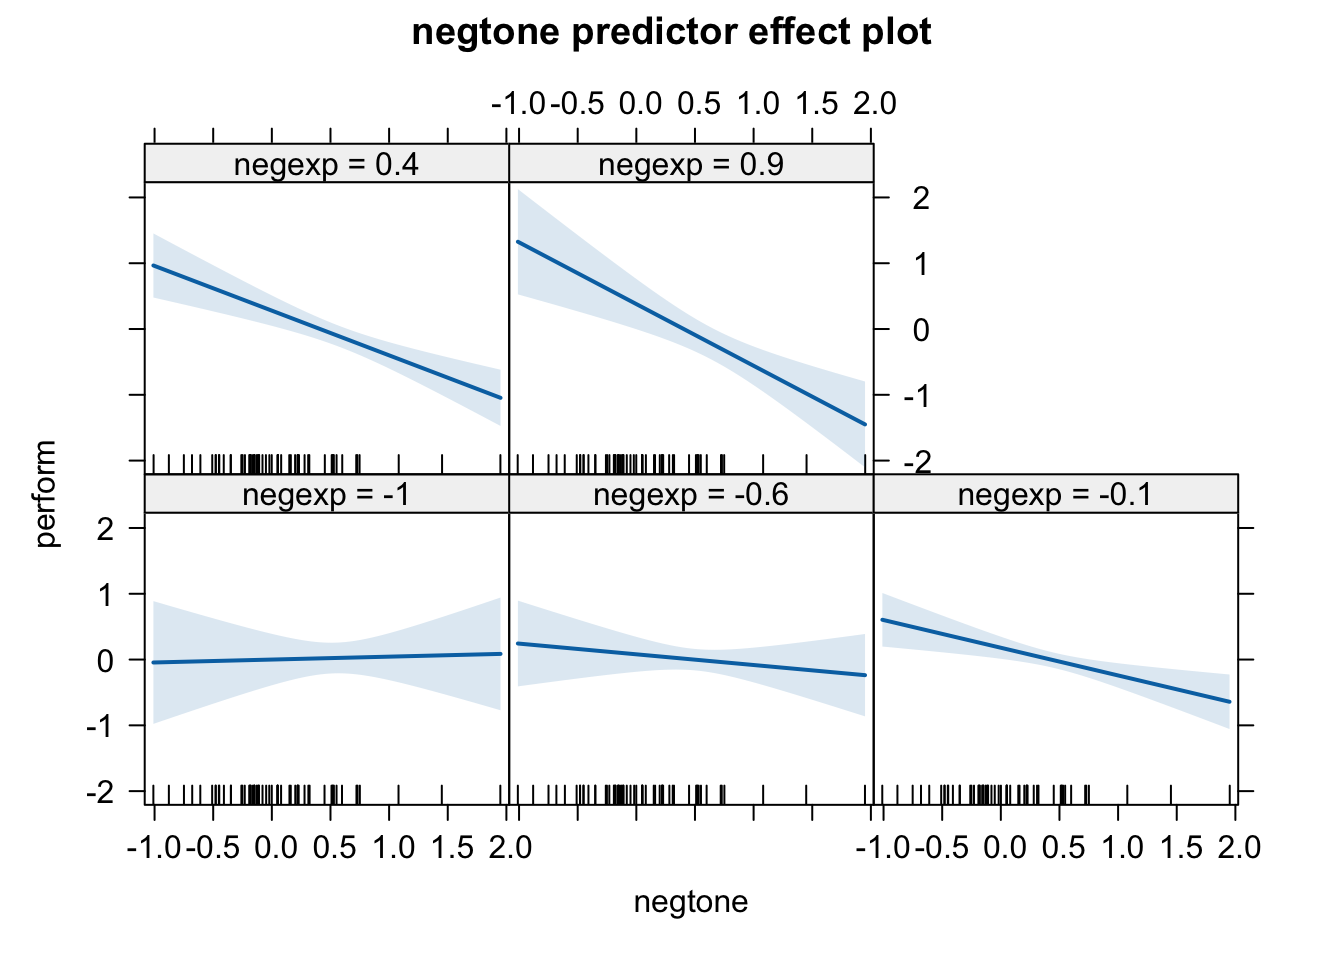 negtone predictor effect plot
-1.0 -0.5 0.0 0.5 1.0 1.5 2.0
negexp = 0.4 negexp = 0.9
2
1
0
-1
-2
negexp = -1 negexp = -0.6 negexp = -0.1
perform
2
1
0
-1
-2
-1.0 -0.5 0.0 0.5 1.0 1.5 2.0 -1.0 -0.5 0.0 0.5 1.0 1.5 2.0
negtone